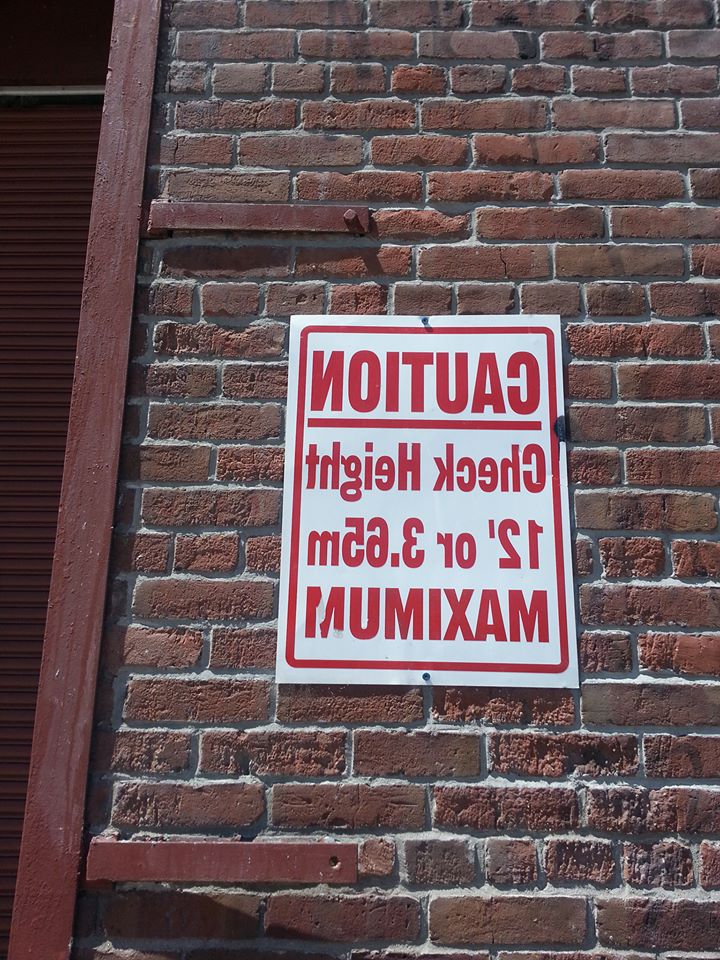 CAUTION
Check Height
12' or 3.65m
MAXIMUM